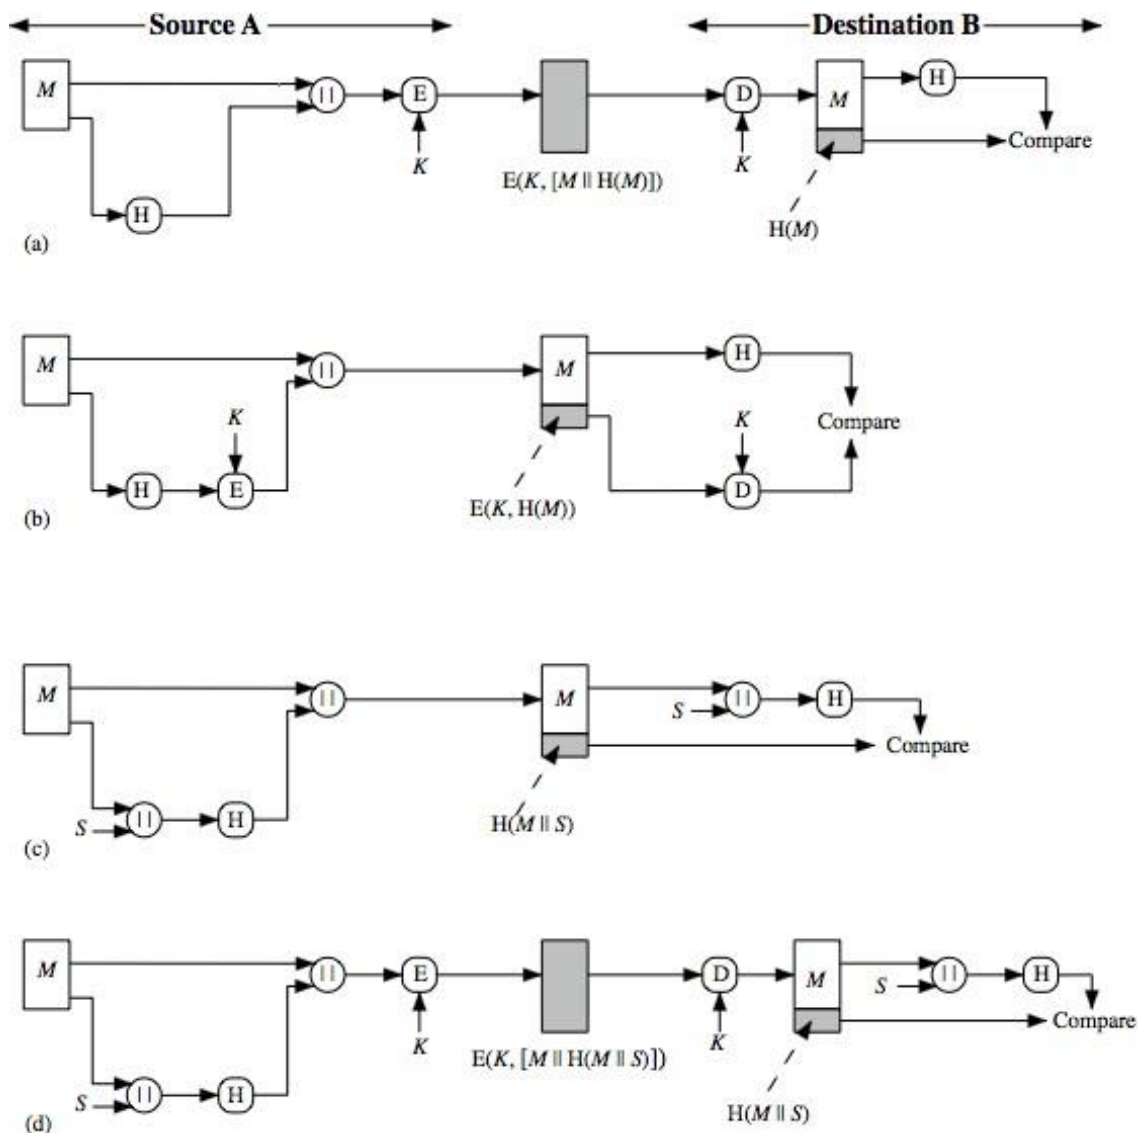 Source A Destination B
M || E D M H
K K Compare
E(K, [M || H(M)])
H H(M)
(a)
M || M H
K K Compare
H E D
E(K, H(M))
(b)
M || M S || H
Compare
S || H H(M || S)
(c)
M || E D M S || H
K K Compare
E(K, [M || H(M || S)])
S || H H(M || S)
(d)